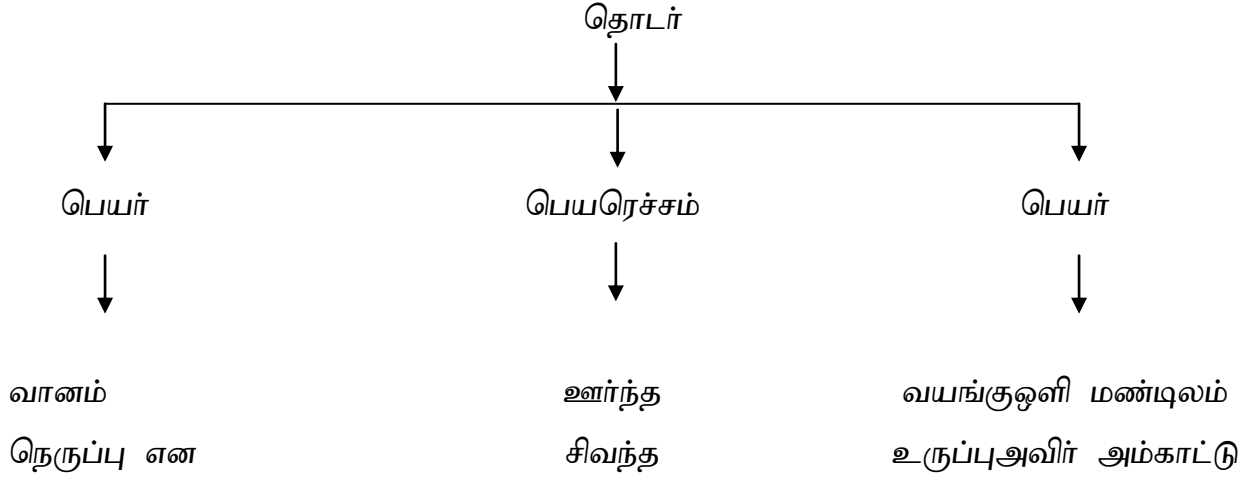 தொடர்
பெயர் பெயரெச்சம் பெயர்
வானம் ஊர்ந்த வயங்குஒளி மண்டிலம்
நெருப்பு என சிவந்த உருப்புஅவிர் அம்காட்டு